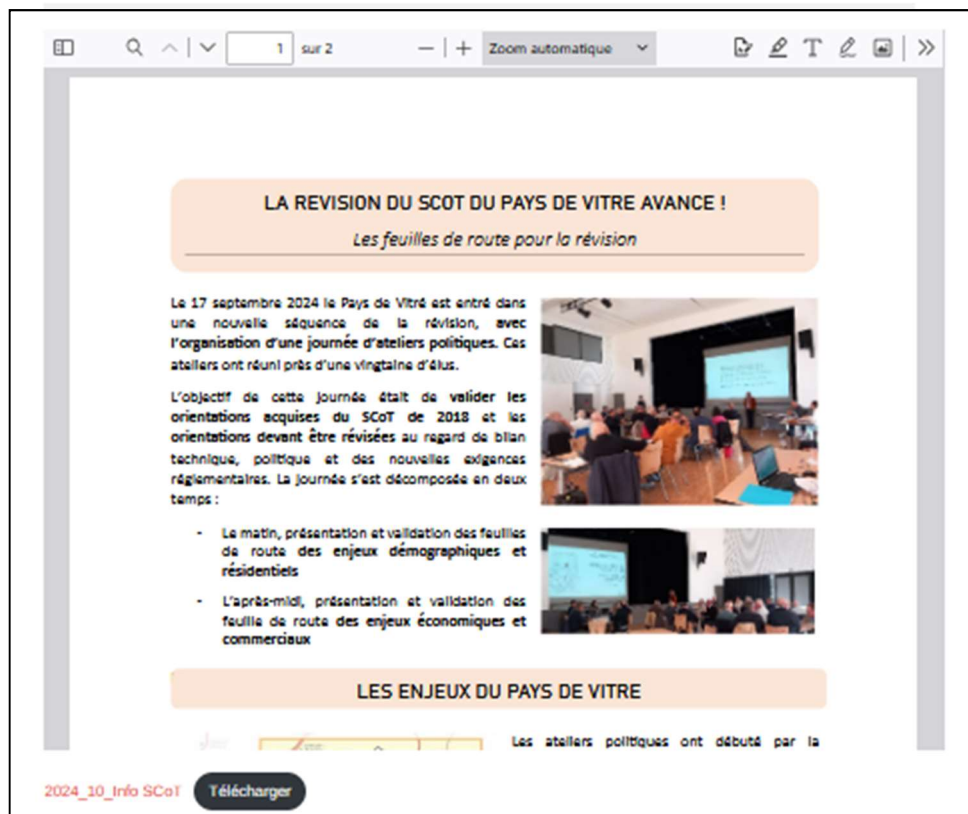 1 sur 2 Zoom automatique
LA REVISION DU SCOT DU PAYS DE VITRE AVANCE !
Les feuilles de route pour la révision
Le 17 septembre 2024 le Pays de Vitré est entré dans
une nouvelle séquence de la révision, avec
l'organisation d'une journée d'ateliers politiques. Ces
ateliers ont réuni près d'une vingtaine d'élus.
L'objectif de cette journée était de valider les
orientations acquises du SCoT de 2018 et les
orientations devant être révisées au regard de bilan
technique, politique et des nouvelles exigences
réglementaires. La journée s'est décomposée en deux
temps :
- Le matin, présentation et validation des feuilles
de route des enjeux démographiques et
résidentiels
- L'après-midi, présentation et validation des
feuille de route des enjeux économiques et
commerciaux
LES ENJEUX DU PAYS DE VITRE
Les ateliers politiques ont débuté par la
2024_10_Info SCoT Télécharger